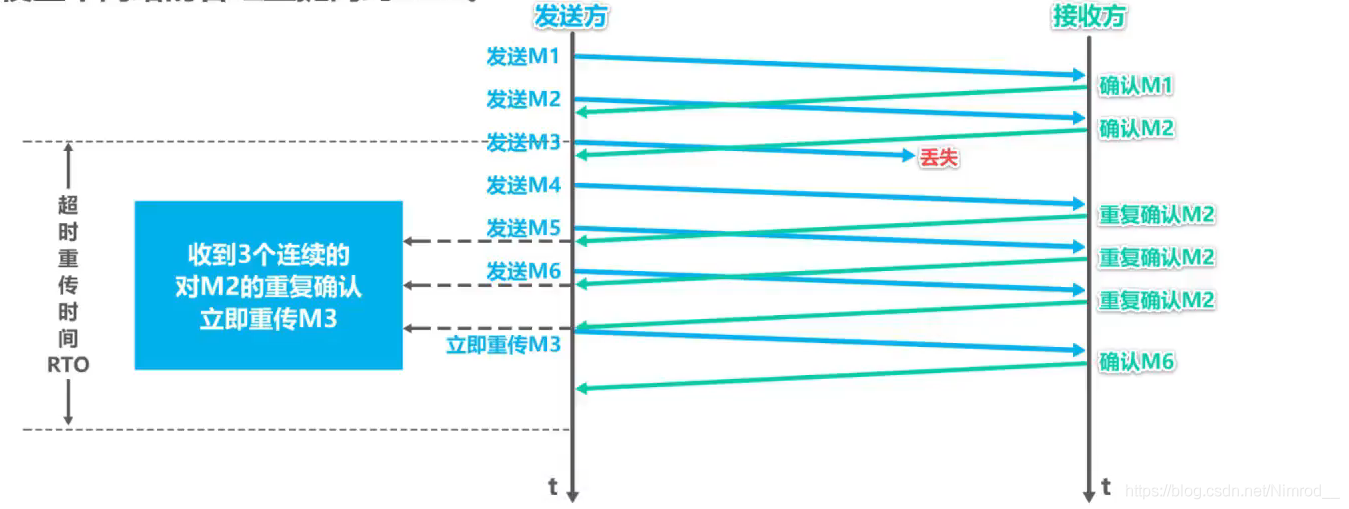 发送方
接收方
发送M1
确认M1
发送M2
确认M2
发送M3
丢失
发送M4
重复确认M2
发送M5
重复确认M2
发送M6
重复确认M2
立即重传M3
确认M6
超时重传时间RTO
收到3个连续的
对M2的重复确认
立即重传M3
t
t
https://blog.csdn.net/Nimrod__